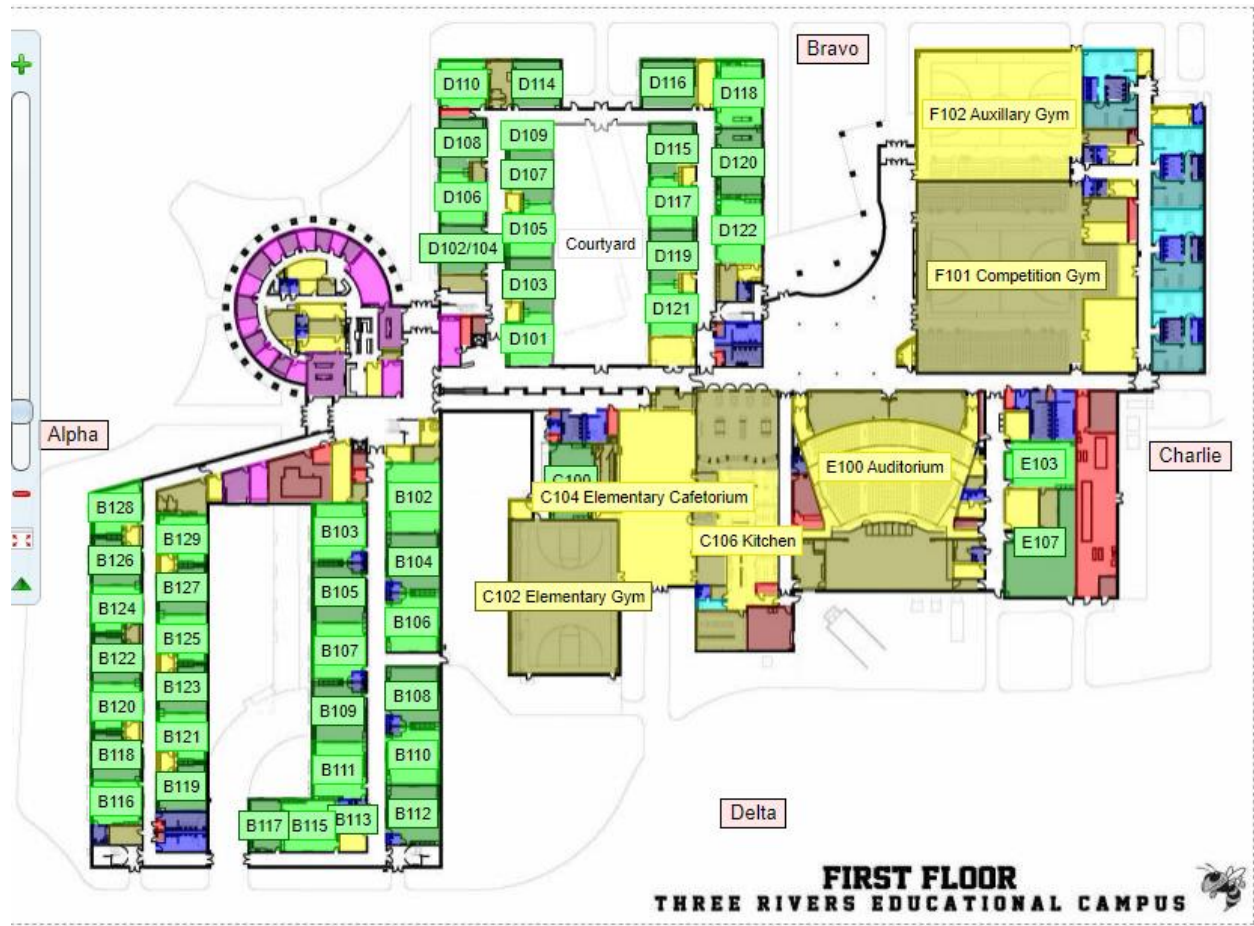 Bravo
D110
D114
D116
D118
F102 Auxillary Gym
D108
D109
D115
D107
D120
D106
D117
D105
D122
D102/104
Courtyard
D119
F101 Competition Gym
D103
D121
D101
Alpha
Charlie
E100 Auditorium
E103
C100
C104 Elementary Cafetorium
B102
B128
B103
B129
C106 Kitchen
E107
B126
B104
B127
B105
C102 Elementary Gym
B124
B106
B125
B122
B107
B123
B108
B120
B109
B121
B118
B110
B111
B119
B116
B112
B117
B115
B113
Delta
FIRST FLOOR
THREE RIVERS EDUCATIONAL CAMPUS